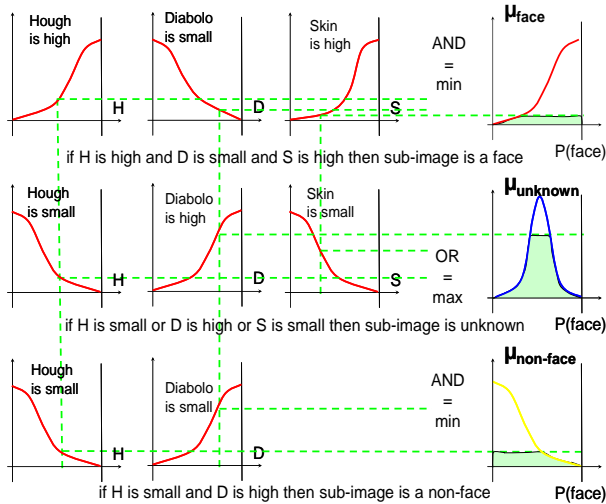 Hough is high
Diabolo is small
Skin is high
AND = min
μface
H
D
S
P(face)
if H is high and D is small and S is high then sub-image is a face
Hough is small
Diabolo is high
Skin is small
OR = max
μunknown
H
D
S
P(face)
if H is small or D is high or S is small then sub-image is unknown
Hough is small
Diabolo is small
AND = min
μnon-face
H
D
P(face)
if H is small and D is high then sub-image is a non-face